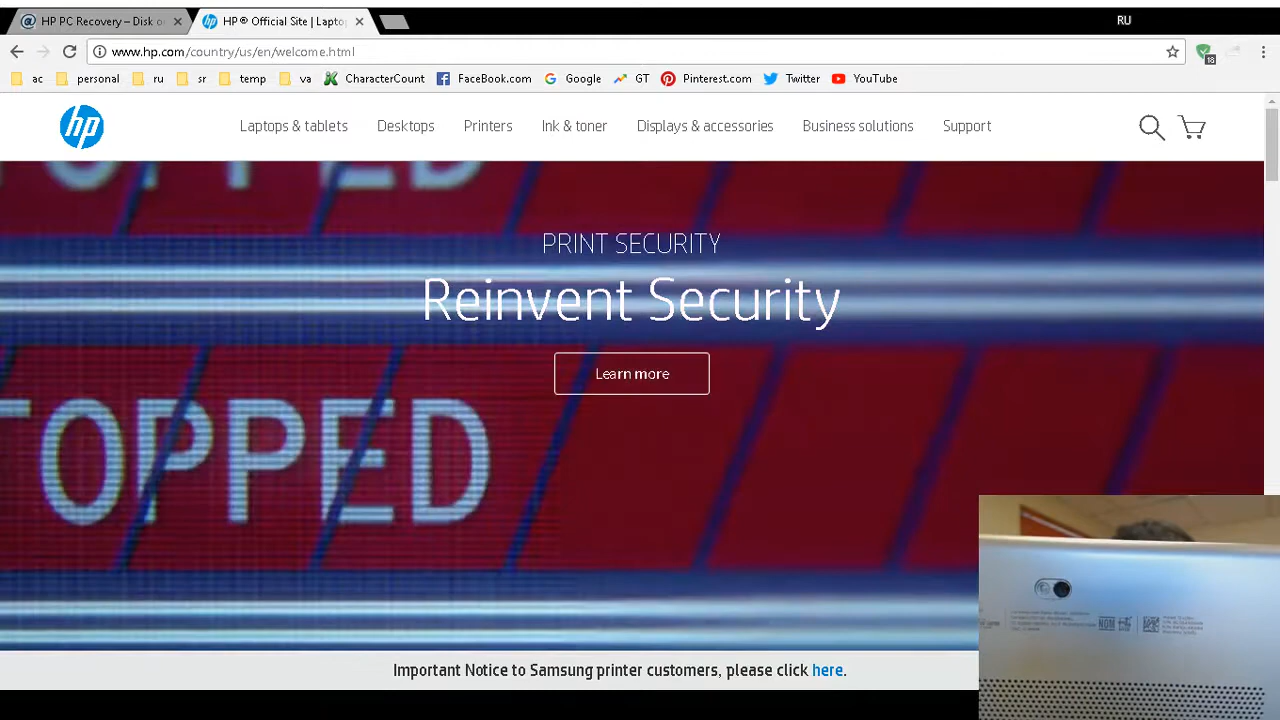 HP PC Recovery – Disk o
HP® Official Site | Lapto
RU
www.hp.com/country/us/en/welcome.html
18
ac personal ru sr temp va CharacterCount FaceBook.com Google GT Pinterest.com Twitter YouTube
hp Laptops & tablets Desktops Printers Ink & toner Displays & accessories Business solutions Support
OPPED
PRINT SECURITY
Reinvent Security
Learn more
TOPPED
NOM
Important Notice to Samsung printer customers, please click here.